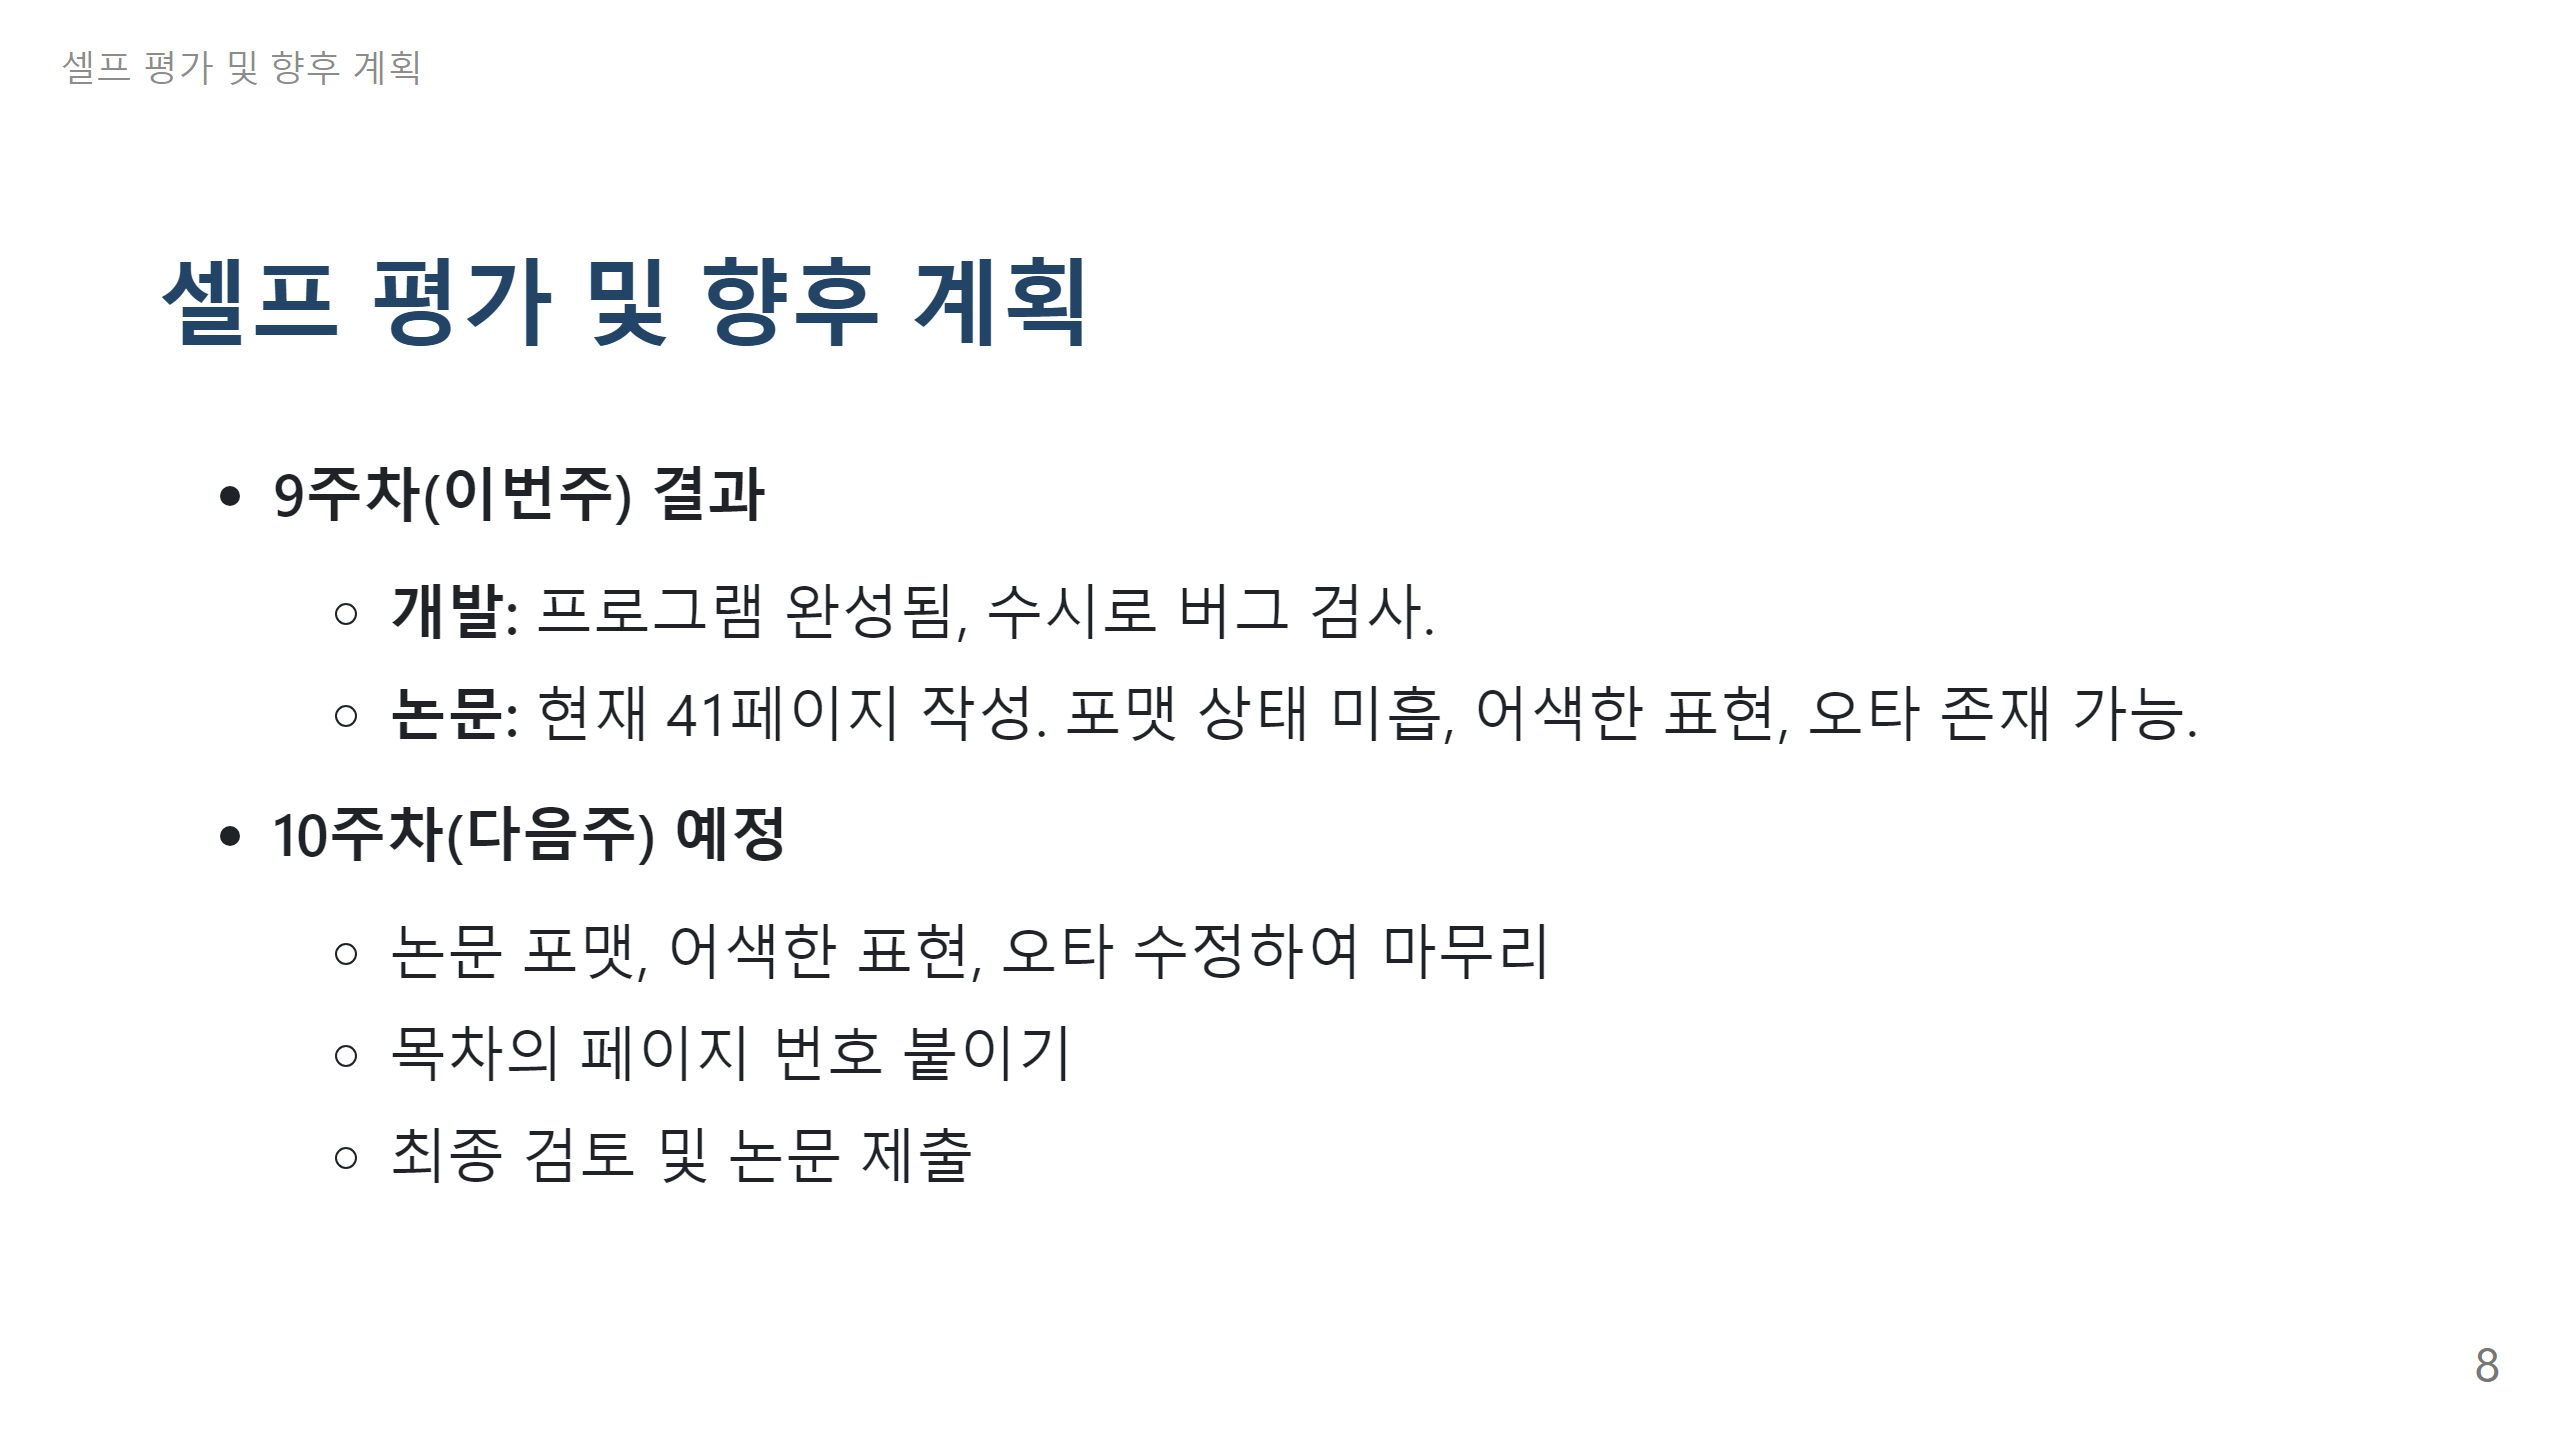 셀프 평가 및 향후 계획
셀프 평가 및 향후 계획
9주차(이번주) 결과
개발: 프로그램 완성됨, 수시로 버그 검사.
논문: 현재 41페이지 작성. 포맷 상태 미흡, 어색한 표현, 오타 존재 가능.
10주차(다음주) 예정
논문 포맷, 어색한 표현, 오타 수정하여 마무리
목차의 페이지 번호 붙이기
최종 검토 및 논문 제출
8